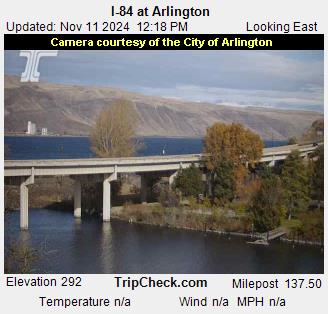 I-84 at Arlington
Updated: Nov 11 2024 12:18 PM Looking East
Camera courtesy of the City of Arlington
Elevation 292 TripCheck.com Milepost 137.50
Temperature n/a Wind n/a MPH n/a